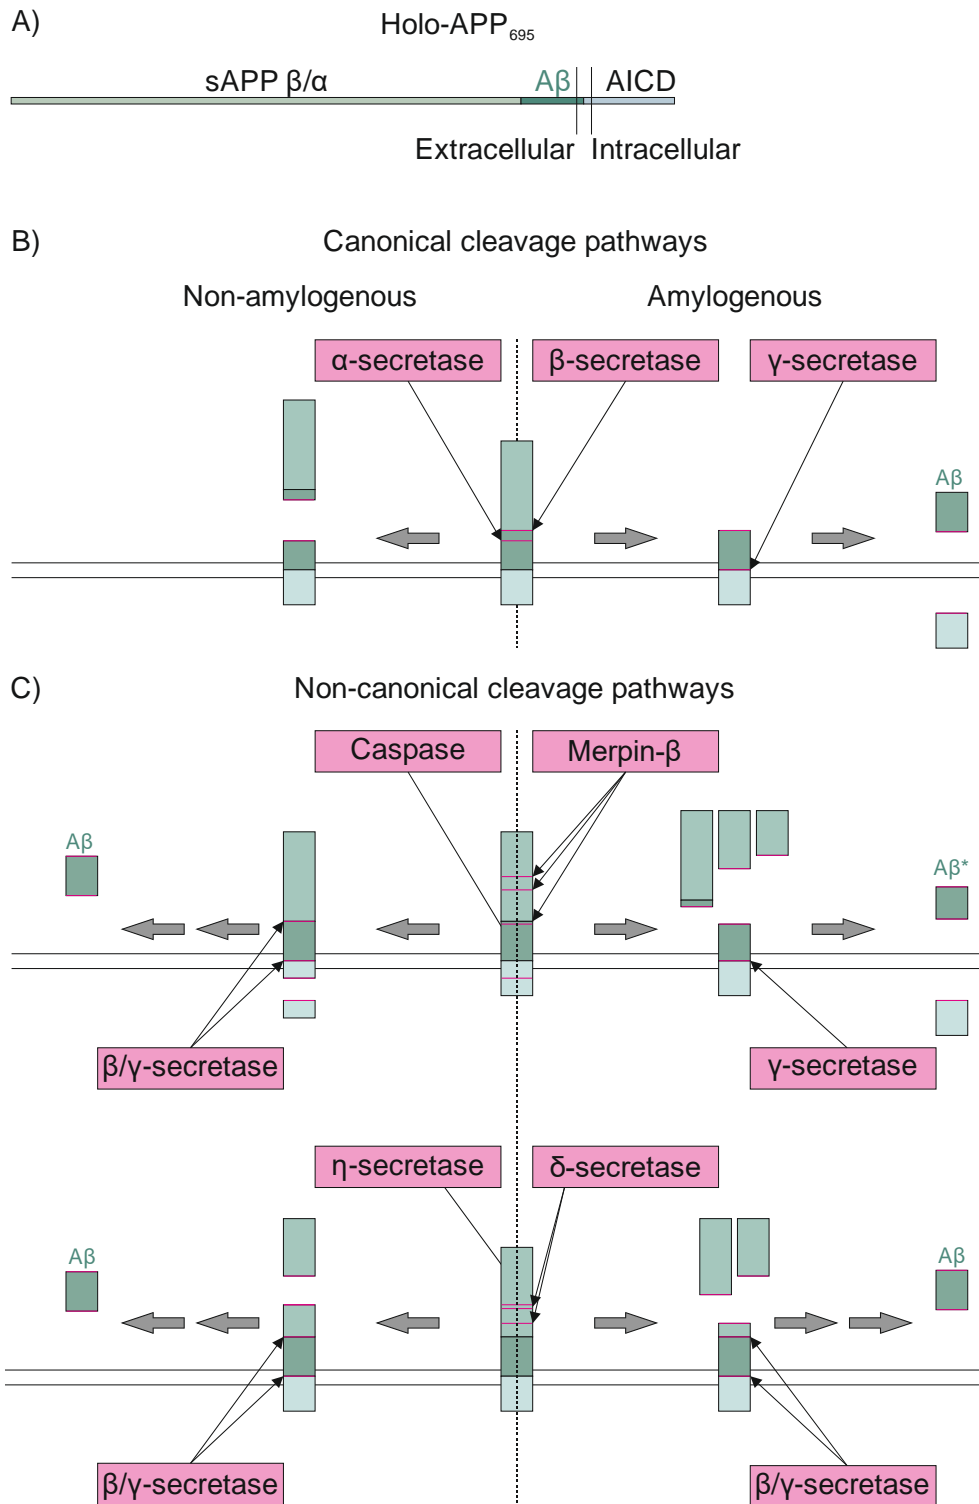 A)
Holo-APP695
sAPP β/α
Aβ
AICD
Extracellular
Intracellular
B)
Canonical cleavage pathways
Non-amylogenous
Amylogenous
α-secretase
β-secretase
γ-secretase
Aβ
C)
Non-canonical cleavage pathways
Caspase
Merpin-β
Aβ
Aβ*
β/γ-secretase
γ-secretase
η-secretase
δ-secretase
Aβ
Aβ
β/γ-secretase
β/γ-secretase